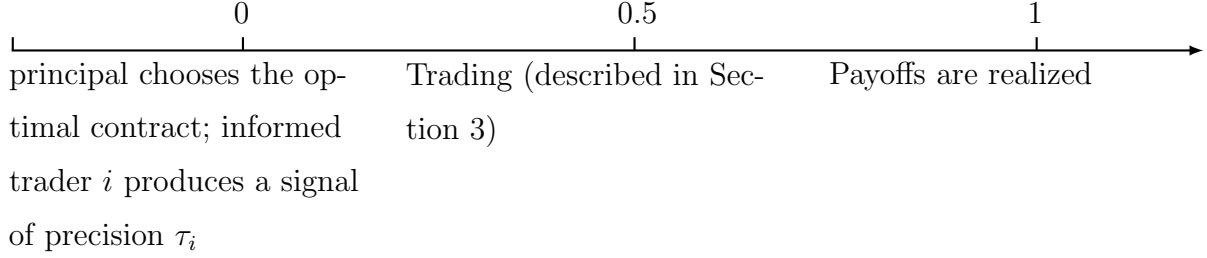 0 0.5 1
principal chooses the op-
timal contract; informed
trader i produces a signal
of precision τᵢ
Trading (described in Sec-
tion 3)
Payoffs are realized